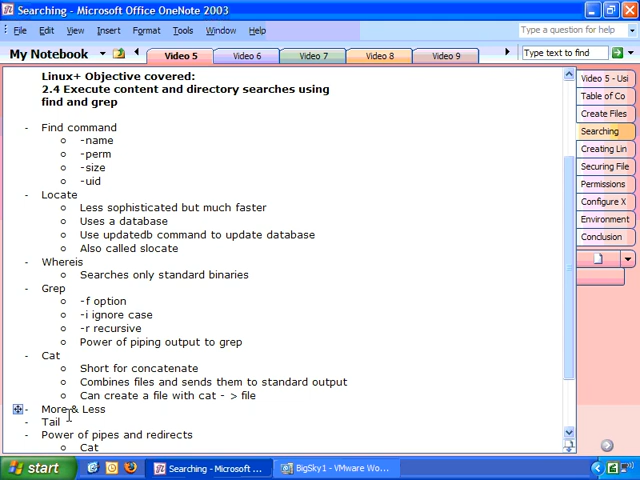 Searching - Microsoft Office OneNote 2003
File Edit View Insert Format Tools Window Help
Type a question for help
My Notebook
Video 5 Video 6 Video 7 Video 8 Video 9
Type text to find
Linux+ Objective covered:
2.4 Execute content and directory searches using
find and grep
- Find command
o -name
o -perm
o -size
o -uid
- Locate
o Less sophisticated but much faster
o Uses a database
o Use updatedb command to update database
o Also called slocate
- Whereis
o Searches only standard binaries
- Grep
o -f option
o -i ignore case
o -r recursive
o Power of piping output to grep
- Cat
o Short for concatenate
o Combines files and sends them to standard output
o Can create a file with cat - > file
- More & Less
- Tail
- Power of pipes and redirects
o Cat
Video 5 - Usi
Table of Co
Create Files
Searching
Creating Lin
Securing File
Permissions
Configure X
Environment
Conclusion
start
Searching - Microsoft ...
BigSky1 - VMware Wo...
5:26 PM